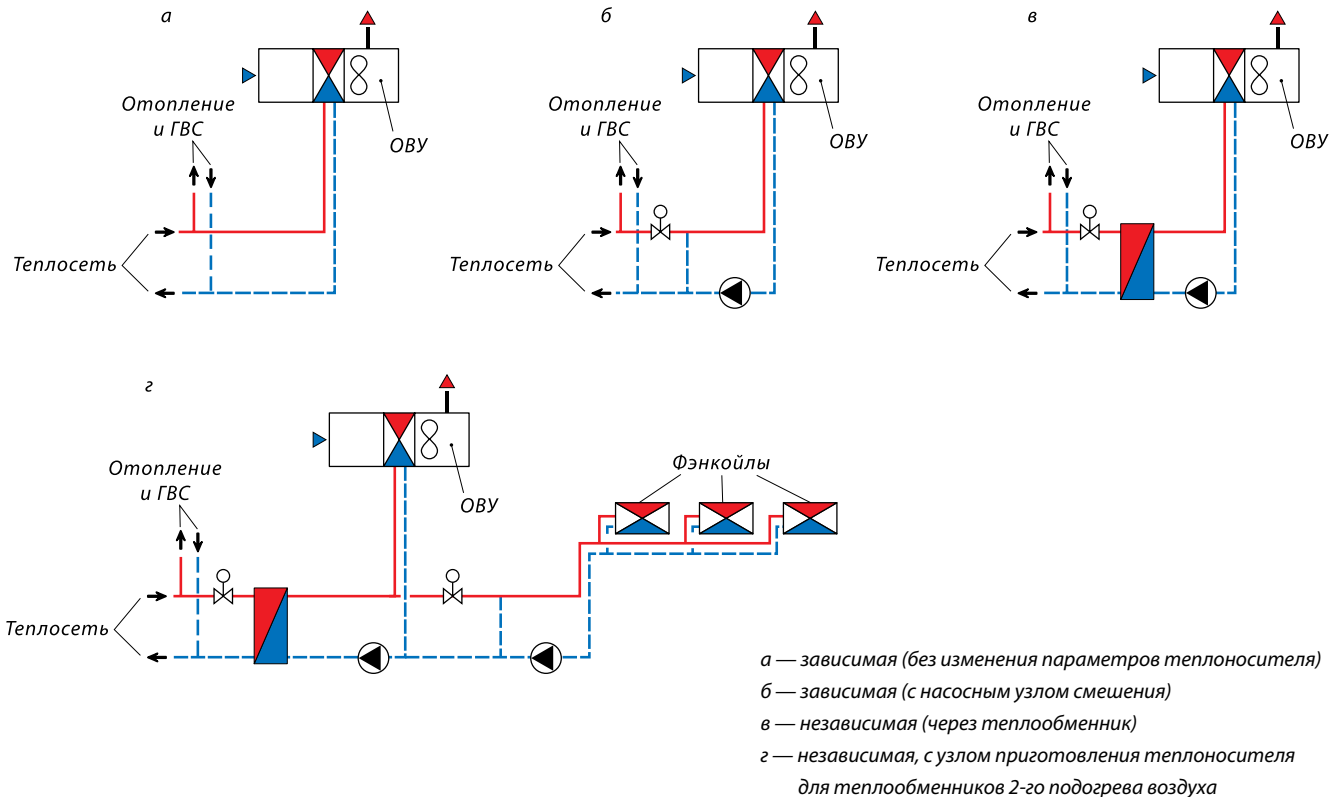 а
Отопление
и ГВС
ОВУ
Теплосеть
б
Отопление
и ГВС
ОВУ
Теплосеть
в
Отопление
и ГВС
ОВУ
Теплосеть
г
Отопление
и ГВС
ОВУ
Фэнкойлы
Теплосеть
а — зависимая (без изменения параметров теплоносителя)
б — зависимая (с насосным узлом смешения)
в — независимая (через теплообменник)
г — независимая, с узлом приготовления теплоносителя
для теплообменников 2-го подогрева воздуха